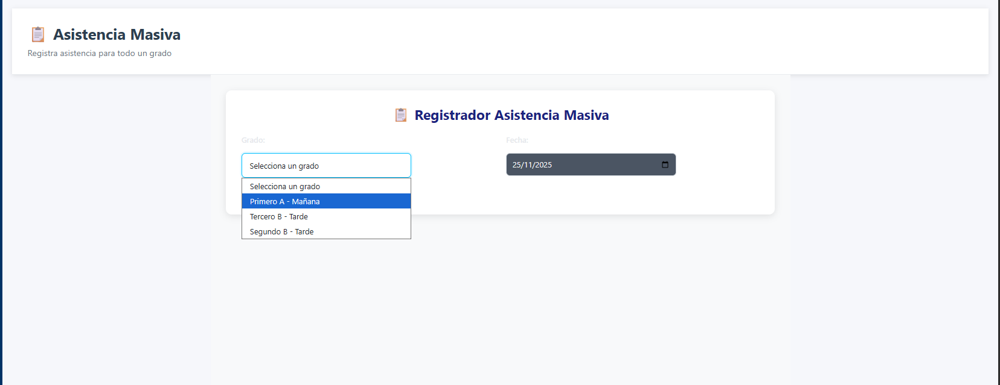 Asistencia Masiva
Registra asistencia para todo un grado
Registrador Asistencia Masiva
Grado:
Fecha:
Selecciona un grado
25/11/2025
Selecciona un grado
Primero A - Mañana
Tercero B - Tarde
Segundo B - Tarde